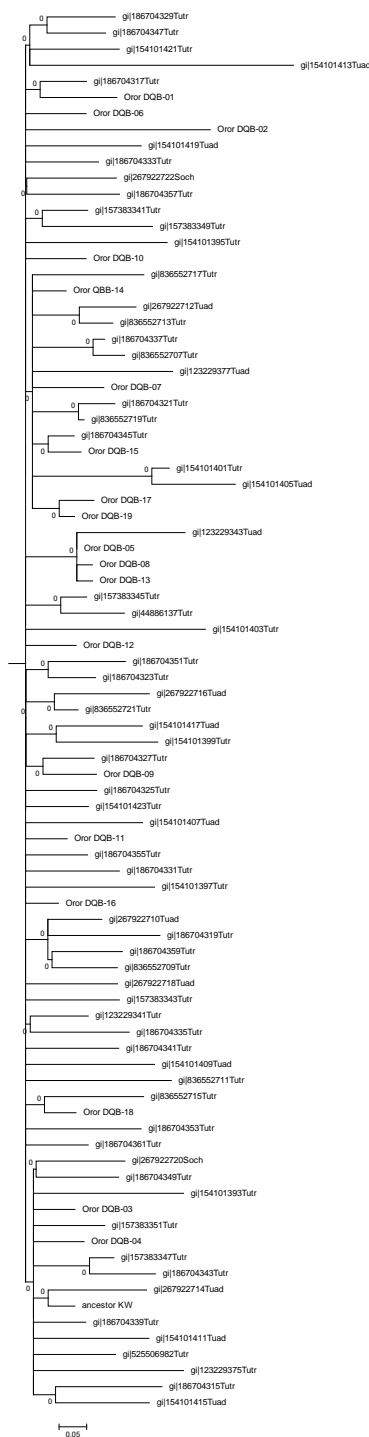 gi|186704329Tutr
0
gi|186704347Tutr
0
gi|154101421Tutr
gi|154101413Tuad
gi|186704317Tutr
0
Oror DQB-01
Oror DQB-06
Oror DQB-02
gi|154101419Tuad
gi|186704333Tutr
gi|267922722Soch
0
gi|186704357Tutr
gi|157383341Tutr
0
gi|157383349Tutr
gi|154101395Tutr
Oror DQB-10
gi|836552717Tutr
Oror QBB-14
gi|267922712Tuad
0
gi|836552713Tutr
gi|186704337Tutr
0
gi|836552707Tutr
gi|123229377Tuad
Oror DQB-07
0
gi|186704321Tutr
0
gi|836552719Tutr
gi|186704345Tutr
0
Oror DQB-15
gi|154101401Tutr
0
gi|154101405Tuad
Oror DQB-17
0
Oror DQB-19
gi|123229343Tuad
0
Oror DQB-05
Oror DQB-08
Oror DQB-13
gi|157383345Tutr
0
gi|44886137Tutr
gi|154101403Tutr
Oror DQB-12
gi|186704351Tutr
0
gi|186704323Tutr
gi|267922716Tuad
0
0
gi|836552721Tutr
gi|154101417Tuad
0
gi|154101399Tutr
gi|186704327Tutr
0
Oror DQB-09
gi|186704325Tutr
gi|154101423Tutr
gi|154101407Tuad
Oror DQB-11
gi|186704355Tutr
gi|186704331Tutr
gi|154101397Tutr
Oror DQB-16
gi|267922710Tuad
gi|186704319Tutr
0
gi|186704359Tutr
0
gi|836552709Tutr
gi|267922718Tuad
gi|157383343Tutr
gi|123229341Tutr
0
gi|186704335Tutr
gi|186704341Tutr
gi|154101409Tuad
gi|836552711Tutr
gi|836552715Tutr
0
Oror DQB-18
gi|186704353Tutr
gi|186704361Tutr
gi|267922720Soch
0
gi|186704349Tutr
gi|154101393Tutr
Oror DQB-03
gi|157383351Tutr
Oror DQB-04
gi|157383347Tutr
0
gi|186704343Tutr
0
gi|267922714Tuad
0
ancestor KW
gi|186704339Tutr
gi|154101411Tuad
gi|525506982Tutr
gi|123229375Tutr
gi|186704315Tutr
0
gi|154101415Tuad
0.05